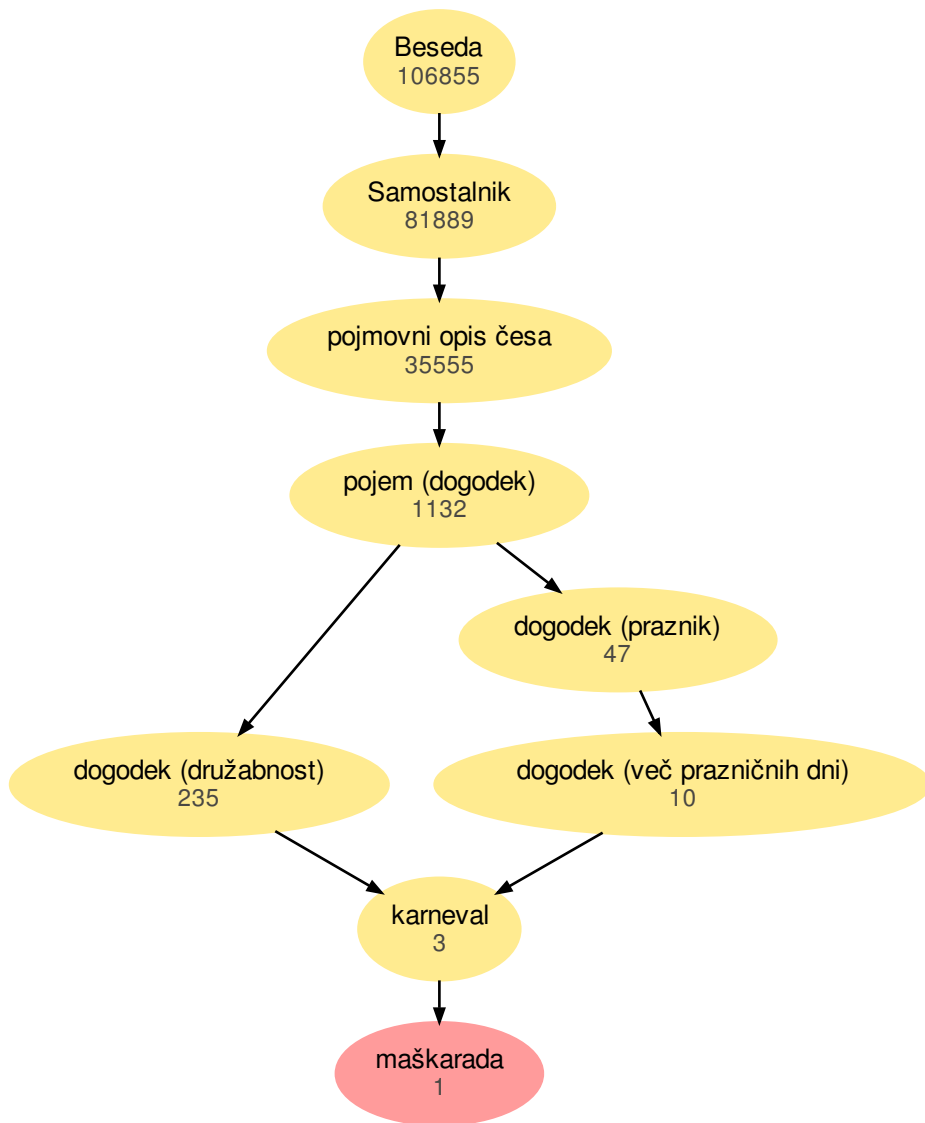 Beseda
106855
Samostalnik
81889
pojmovni opis česa
35555
pojem (dogodek)
1132
dogodek (praznik)
47
dogodek (družabnost)
235
dogodek (več prazničnih dni)
10
karneval
3
maškarada
1